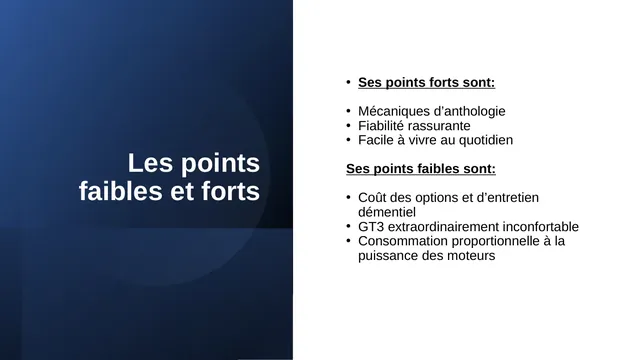 Les points
faibles et forts
• Ses points forts sont:
• Mécaniques d’anthologie
• Fiabilité rassurante
• Facile à vivre au quotidien
Ses points faibles sont:
• Coût des options et d’entretien
démentiel
• GT3 extraordinairement inconfortable
• Consommation proportionnelle à la
puissance des moteurs